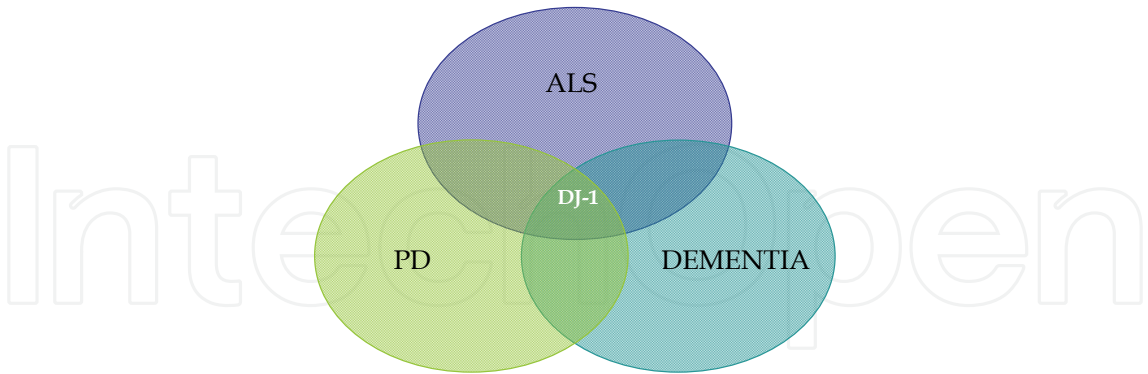 ALS
DJ-1
PD
DEMENTIA
IntechOpen